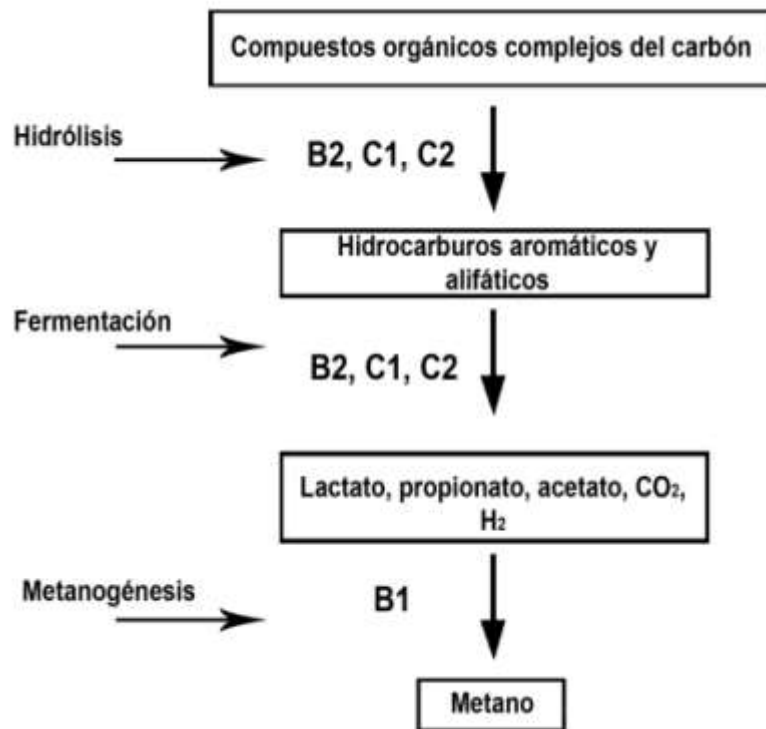 Compuestos orgánicos complejos del carbón
Hidrólisis
B2, C1, C2
Hidrocarburos aromáticos y
alifáticos
Fermentación
B2, C1, C2
Lactato, propionato, acetato, CO₂,
H₂
Metanogénesis
B1
Metano